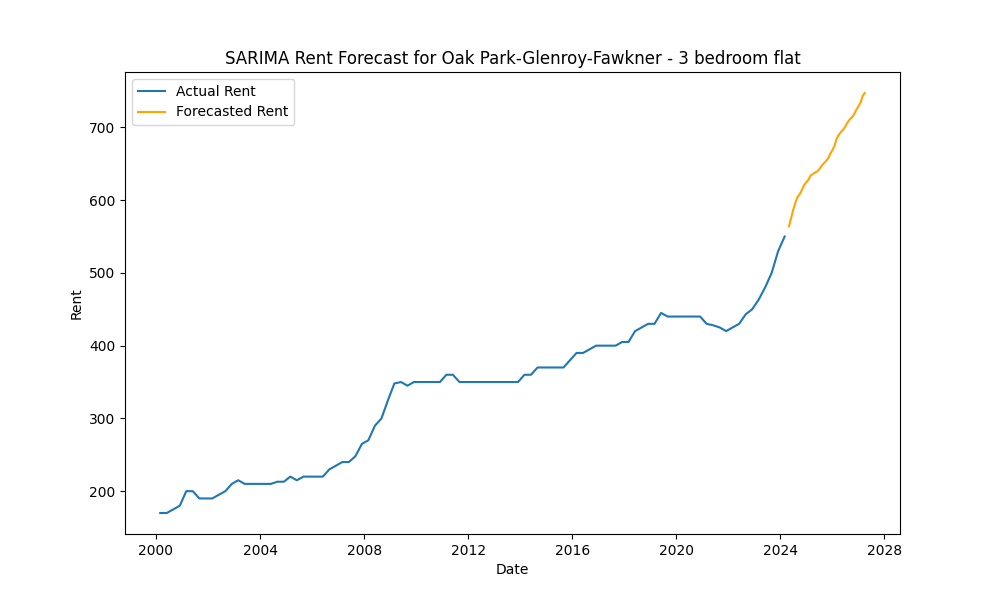 SARIMA Rent Forecast for Oak Park-Glenroy-Fawkner - 3 bedroom flat
Actual Rent
Forecasted Rent
700
600
500
400
300
200
Rent
2000 2004 2008 2012 2016 2020 2024 2028
Date